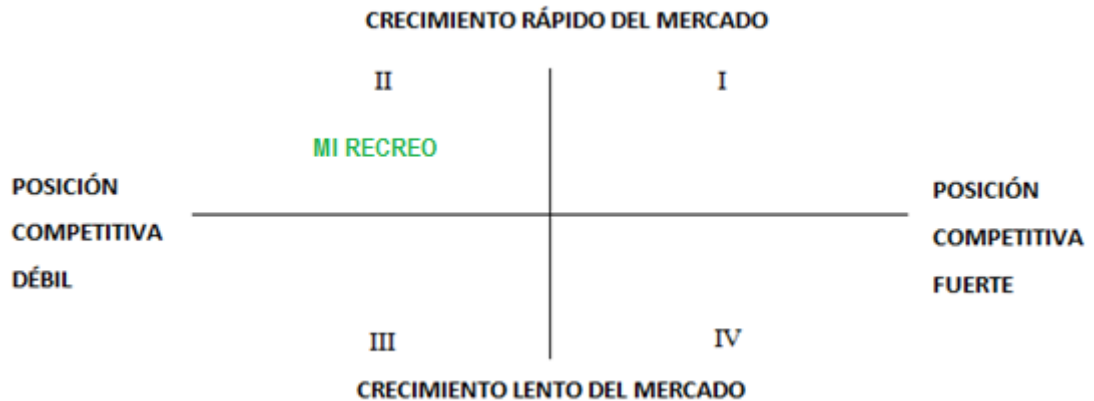 CRECIMIENTO RÁPIDO DEL MERCADO
II
I
MI RECREO
POSICIÓN
COMPETITIVA
DÉBIL
POSICIÓN
COMPETITIVA
FUERTE
III
IV
CRECIMIENTO LENTO DEL MERCADO